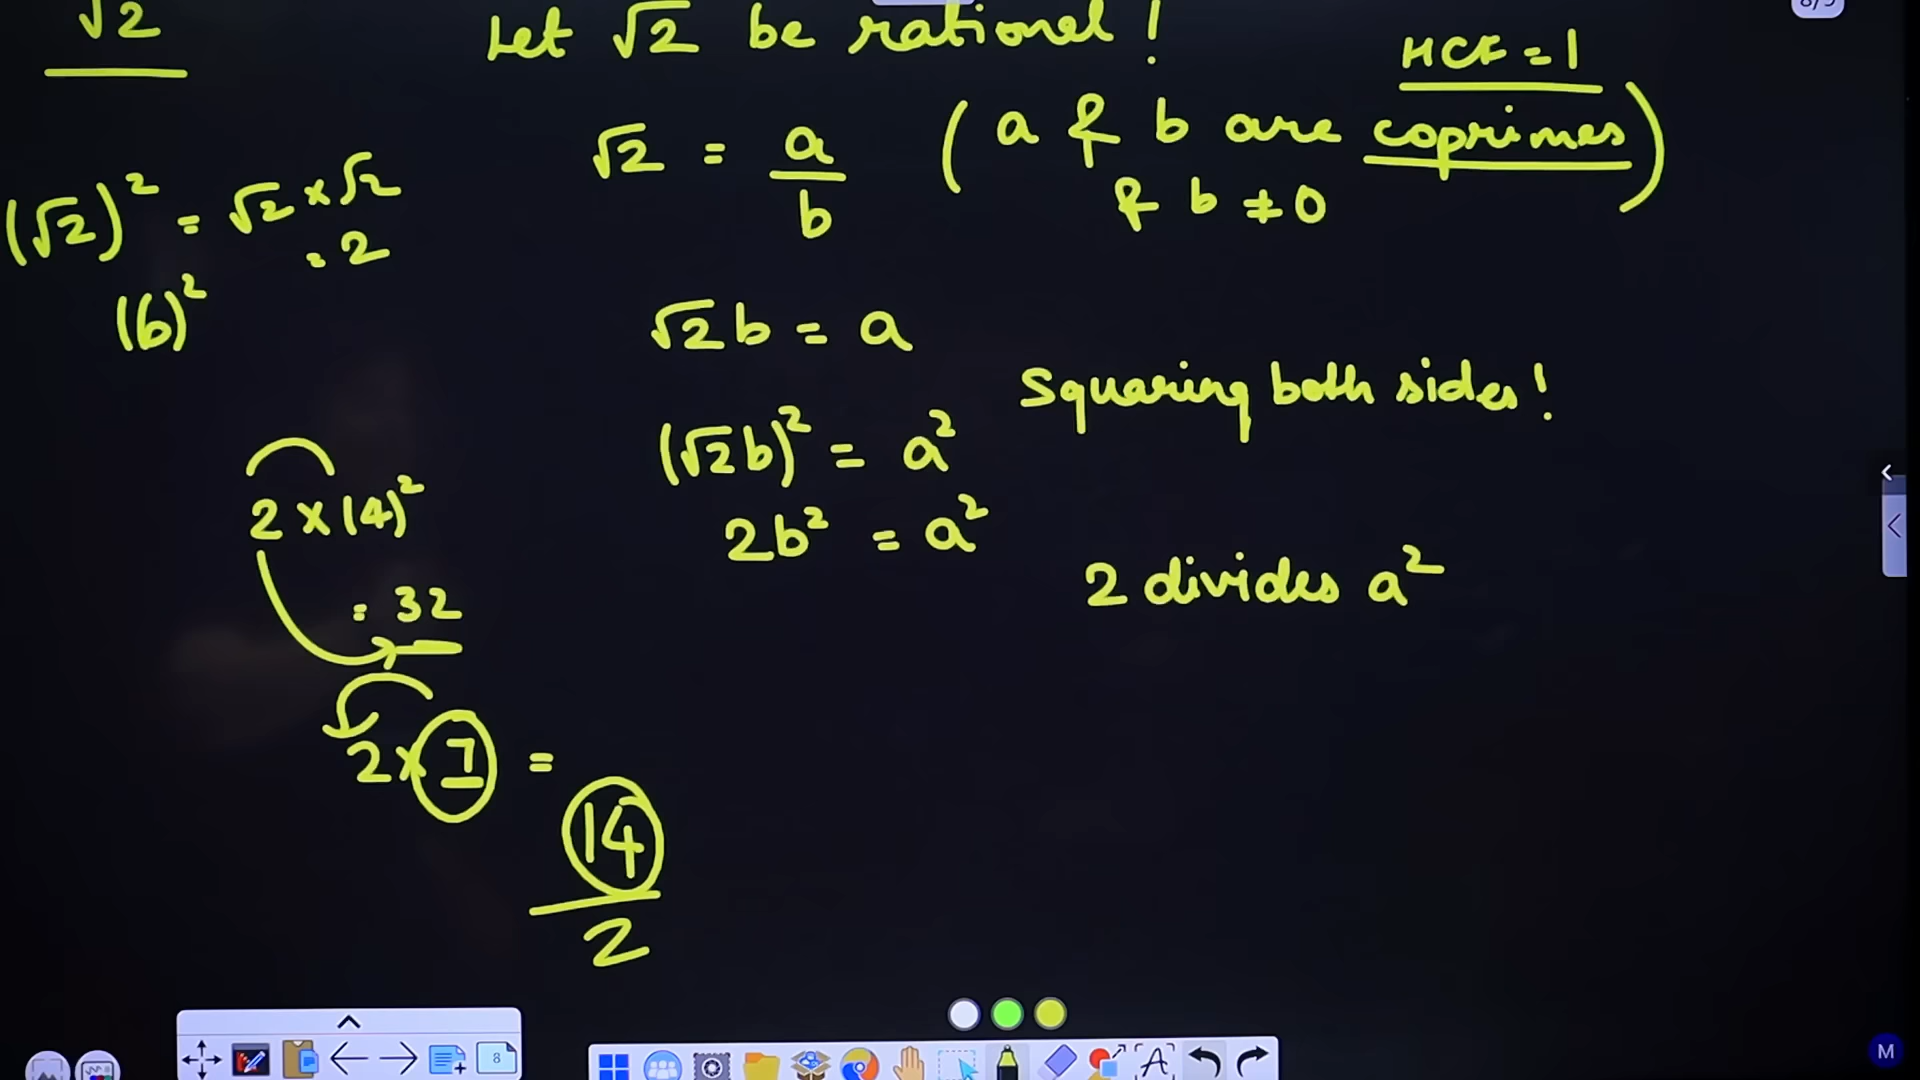 √2
Let √2 be rational!
HCF = 1
√2 = a/b (a & b are coprimes & b ≠ 0)
(√2)² = √2 × √2
= 2
(6)²
√2b = a
Squaring both sides!
(√2b)² = a²
2b² = a²
2 divides a²
2 × (4)²
: 32
2 × 7 = 14/2
8
M